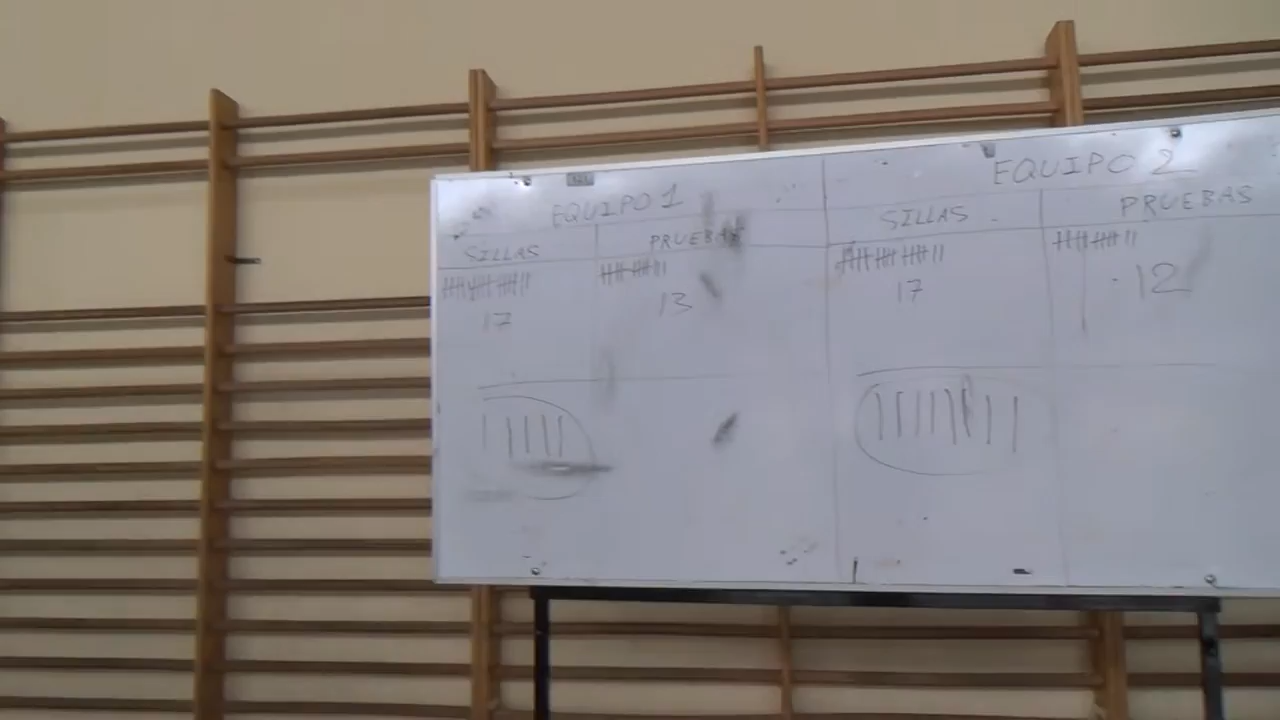 EQUIPO 1
SILLAS PRUEBAS
17 13
EQUIPO 2
SILLAS PRUEBAS
17 12